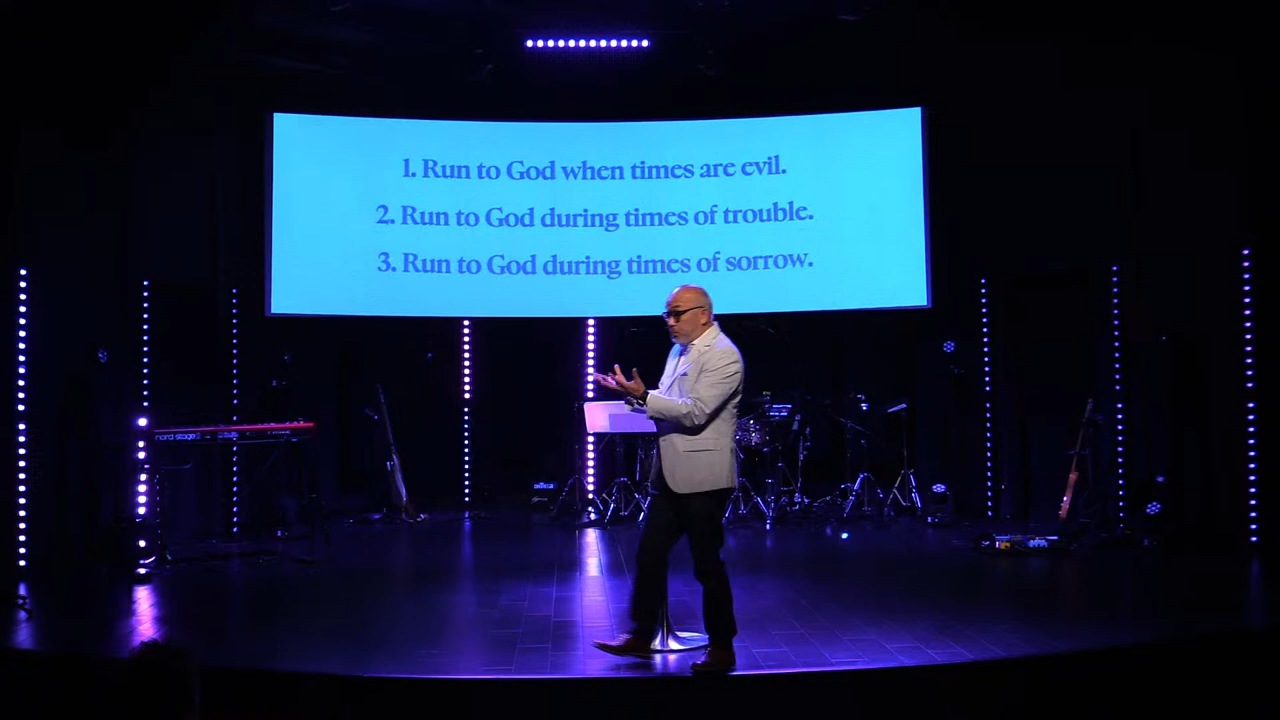 1. Run to God when times are evil.
2. Run to God during times of trouble.
3. Run to God during times of sorrow.
nord stage